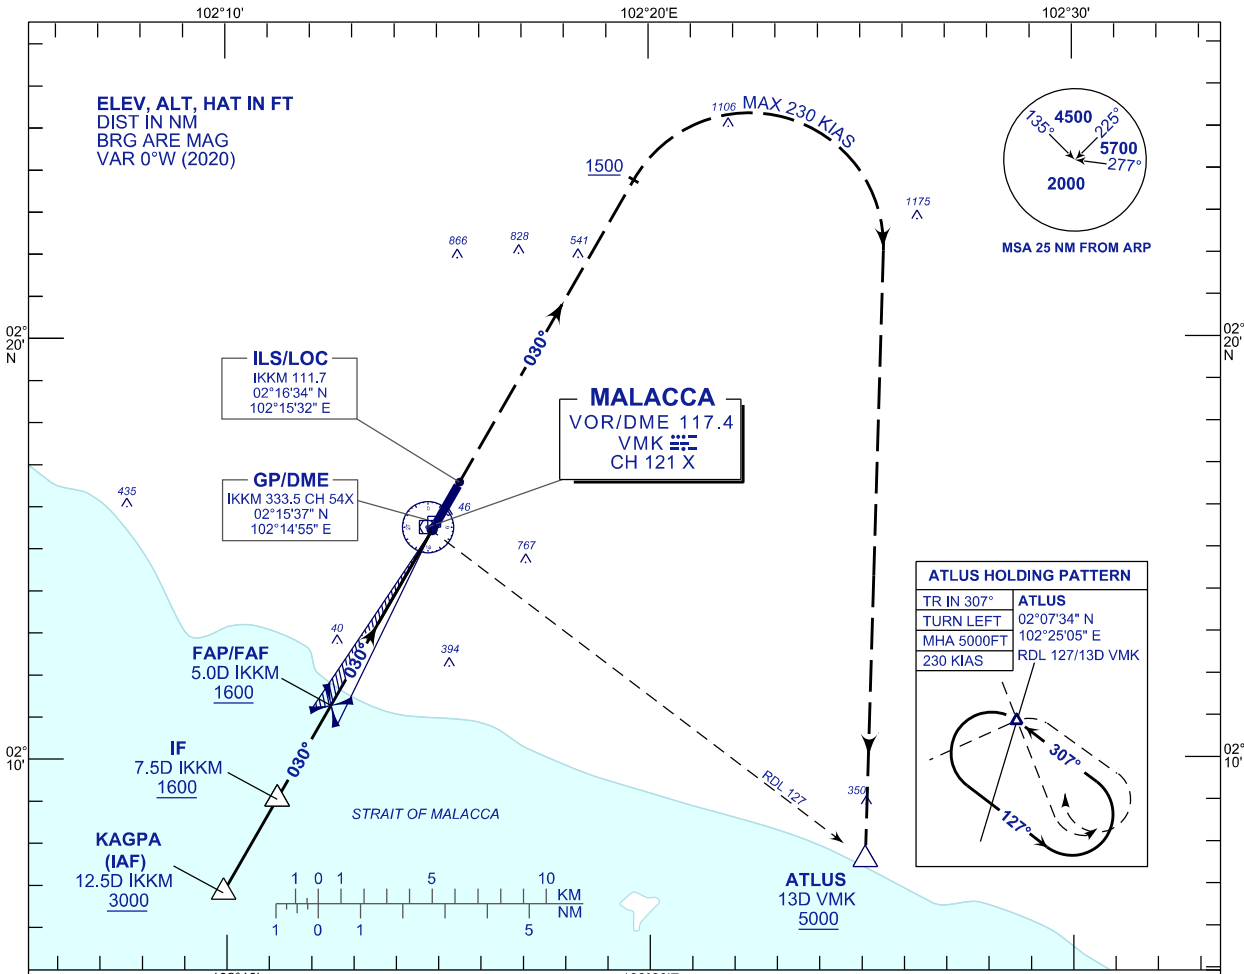 102°10'
102°20'E
102°30'
ELEV, ALT, HAT IN FT
DIST IN NM
BRG ARE MAG
VAR 0°W (2020)
1106
MAX 230 KIAS
1500
135°
4500
225°
5700
277°
2000
MSA 25 NM FROM ARP
1175
866
828
541
02°
20'
N
02°
20'
N
030°
ILS/LOC
IKKM 111.7
02°16'34" N
102°15'32" E
MALACCA
VOR/DME 117.4
VMK
CH 121 X
GP/DME
IKKM 333.5 CH 54X
02°15'37" N
102°14'55" E
435
46
767
40
394
030°
FAP/FAF
5.0D IKKM
1600
ATLUS HOLDING PATTERN
TR IN 307°
TURN LEFT
MHA 5000FT
230 KIAS
ATLUS
02°07'34" N
102°25'05" E
RDL 127/13D VMK
307°
127°
02°
10'
N
02°
10'
N
030°
IF
7.5D IKKM
1600
RDL 127
350
STRAIT OF MALACCA
KAGPA
(IAF)
12.5D IKKM
3000
ATLUS
13D VMK
5000
1 0 1 5 10
KM
NM
1 0 1 5